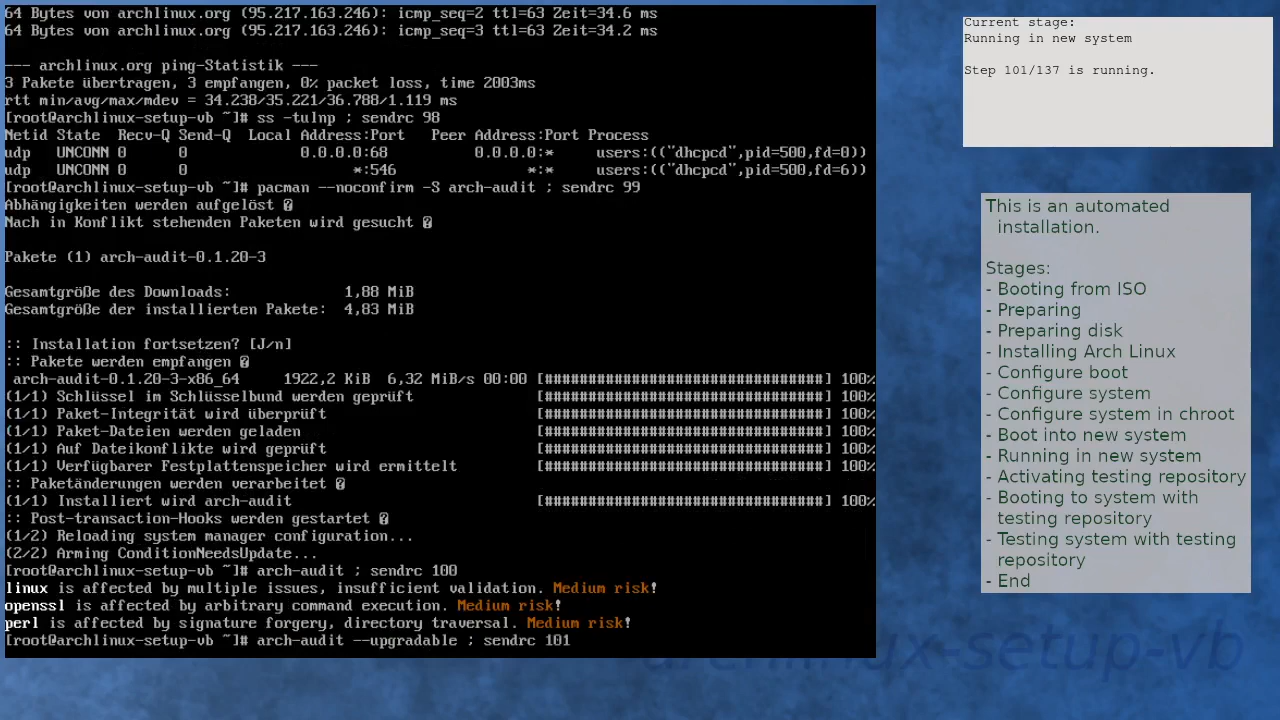 64 Bytes von archlinux.org (95.217.163.246): icmp_seq=2 ttl=63 Zeit=34.6 ms
64 Bytes von archlinux.org (95.217.163.246): icmp_seq=3 ttl=63 Zeit=34.2 ms

--- archlinux.org ping-Statistik ---
3 Pakete übertragen, 3 empfangen, 0% packet loss, time 2003ms
rtt min/avg/max/mdev = 34.238/35.221/36.788/1.119 ms
[root@archlinux-setup-vb ~]# ss -tulnp ; sendrc 98
Netid State  Recv-Q Send-Q  Local Address:Port   Peer Address:Port Process
udp   UNCONN 0      0             0.0.0.0:68          0.0.0.0:*     users:(("dhcpcd",pid=500,fd=0))
udp   UNCONN 0      0                   *:546               *:*     users:(("dhcpcd",pid=500,fd=6))
[root@archlinux-setup-vb ~]# pacman --noconfirm -S arch-audit ; sendrc 99
Abhängigkeiten werden aufgelöst �
Nach in Konflikt stehenden Paketen wird gesucht �

Pakete (1) arch-audit-0.1.20-3

Gesamtgröße des Downloads:             1,88 MiB
Gesamtgröße der installierten Pakete:  4,83 MiB

:: Installation fortsetzen? [J/n]
:: Pakete werden empfangen �
 arch-audit-0.1.20-3-x86_64     1922,2 KiB  6,32 MiB/s 00:00 [################################] 100%
(1/1) Schlüssel im Schlüsselbund werden geprüft              [################################] 100%
(1/1) Paket-Integrität wird überprüft                        [################################] 100%
(1/1) Paket-Dateien werden geladen                           [################################] 100%
(1/1) Auf Dateikonflikte wird geprüft                        [################################] 100%
(1/1) Verfügbarer Festplattenspeicher wird ermittelt         [################################] 100%
:: Paketänderungen werden verarbeitet �
(1/1) Installiert wird arch-audit                            [################################] 100%
:: Post-transaction-Hooks werden gestartet �
(1/2) Reloading system manager configuration...
(2/2) Arming ConditionNeedsUpdate...
[root@archlinux-setup-vb ~]# arch-audit ; sendrc 100
linux is affected by multiple issues, insufficient validation. Medium risk!
openssl is affected by arbitrary command execution. Medium risk!
perl is affected by signature forgery, directory traversal. Medium risk!
[root@archlinux-setup-vb ~]# arch-audit --upgradable ; sendrc 101
Current stage:
Running in new system

Step 101/137 is running.
This is an automated
installation.

Stages:
- Booting from ISO
- Preparing
- Preparing disk
- Installing Arch Linux
- Configure boot
- Configure system
- Configure system in chroot
- Boot into new system
- Running in new system
- Activating testing repository
- Booting to system with
testing repository
- Testing system with testing
repository
- End
archlinux-setup-vb